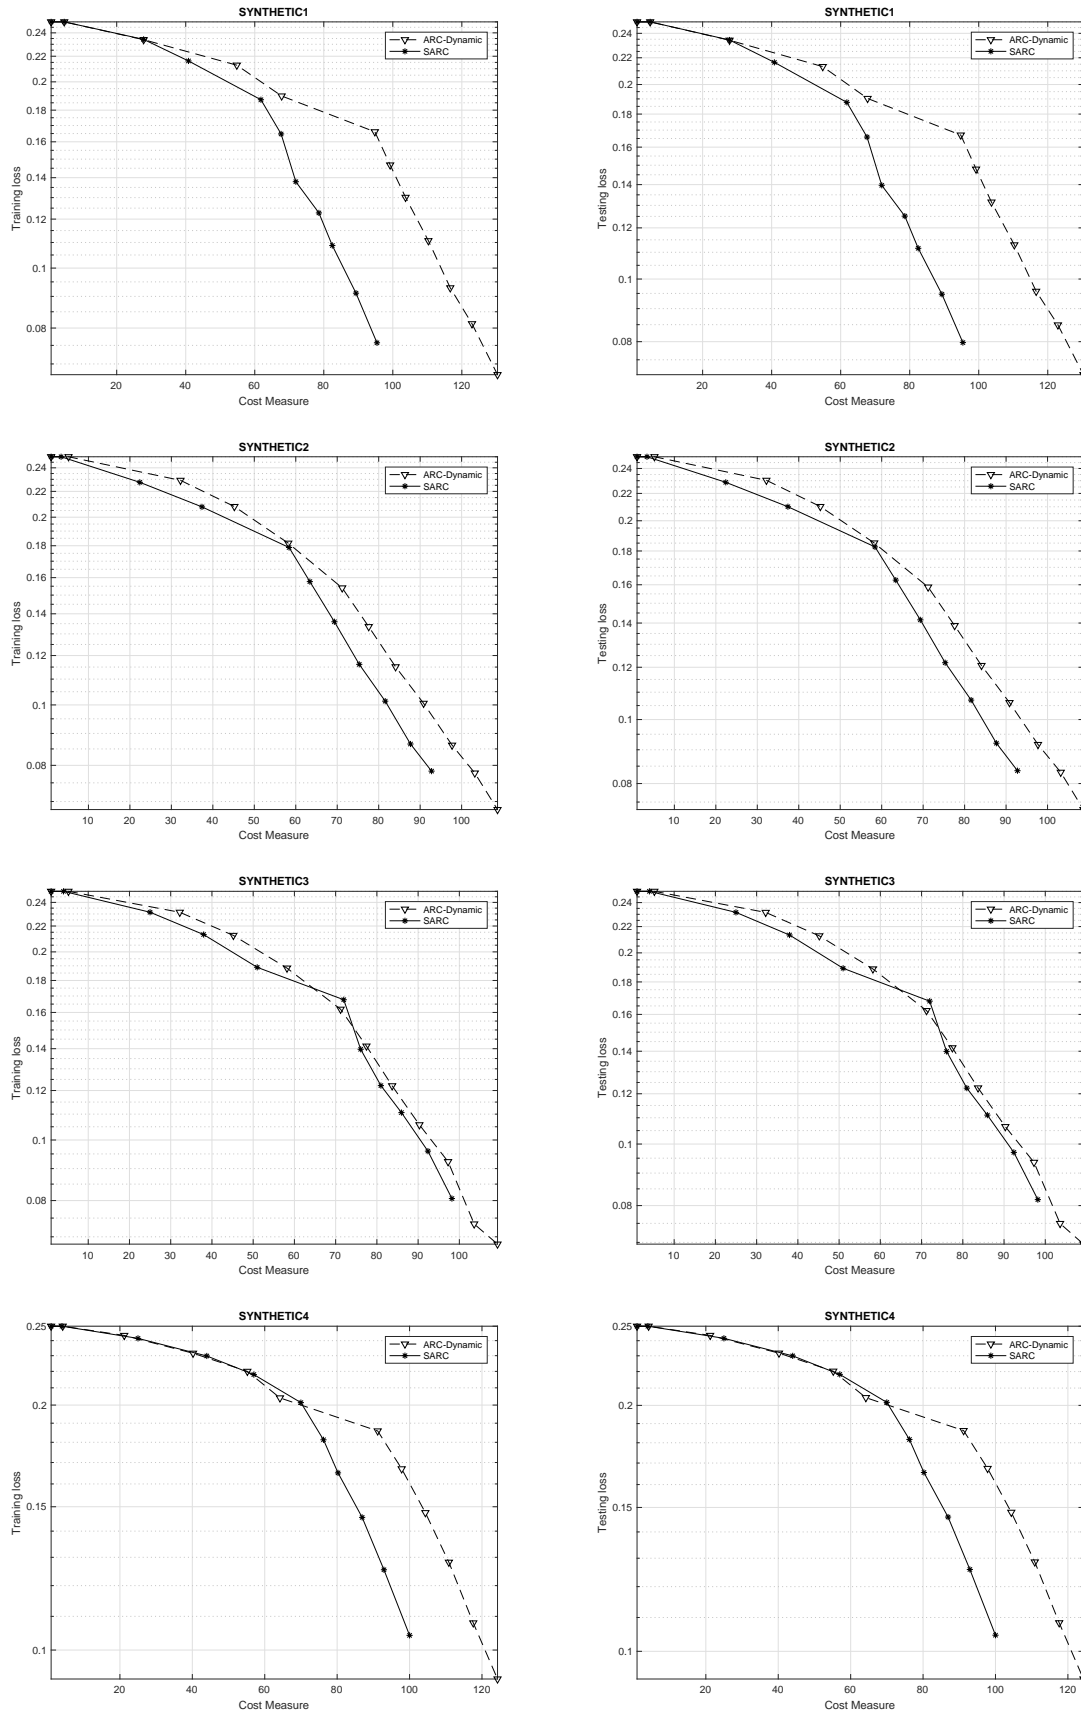 SYNTHETIC1
ARC-Dynamic
SARC
0.24
0.22
0.2
0.18
0.16
0.14
0.12
0.1
0.08
Training loss
20 40 60 80 100 120
Cost Measure
SYNTHETIC1
ARC-Dynamic
SARC
0.24
0.22
0.2
0.18
0.16
0.14
0.12
0.1
0.08
Testing loss
20 40 60 80 100 120
Cost Measure
SYNTHETIC2
ARC-Dynamic
SARC
0.24
0.22
0.2
0.18
0.16
0.14
0.12
0.1
0.08
Training loss
10 20 30 40 50 60 70 80 90 100
Cost Measure
SYNTHETIC2
ARC-Dynamic
SARC
0.24
0.22
0.2
0.18
0.16
0.14
0.12
0.1
0.08
Testing loss
10 20 30 40 50 60 70 80 90 100
Cost Measure
SYNTHETIC3
ARC-Dynamic
SARC
0.24
0.22
0.2
0.18
0.16
0.14
0.12
0.1
0.08
Training loss
10 20 30 40 50 60 70 80 90 100
Cost Measure
SYNTHETIC3
ARC-Dynamic
SARC
0.24
0.22
0.2
0.18
0.16
0.14
0.12
0.1
0.08
Testing loss
10 20 30 40 50 60 70 80 90 100
Cost Measure
SYNTHETIC4
ARC-Dynamic
SARC
0.25
0.2
0.15
0.1
Training loss
20 40 60 80 100 120
Cost Measure
SYNTHETIC4
ARC-Dynamic
SARC
0.25
0.2
0.15
0.1
Testing loss
20 40 60 80 100 120
Cost Measure